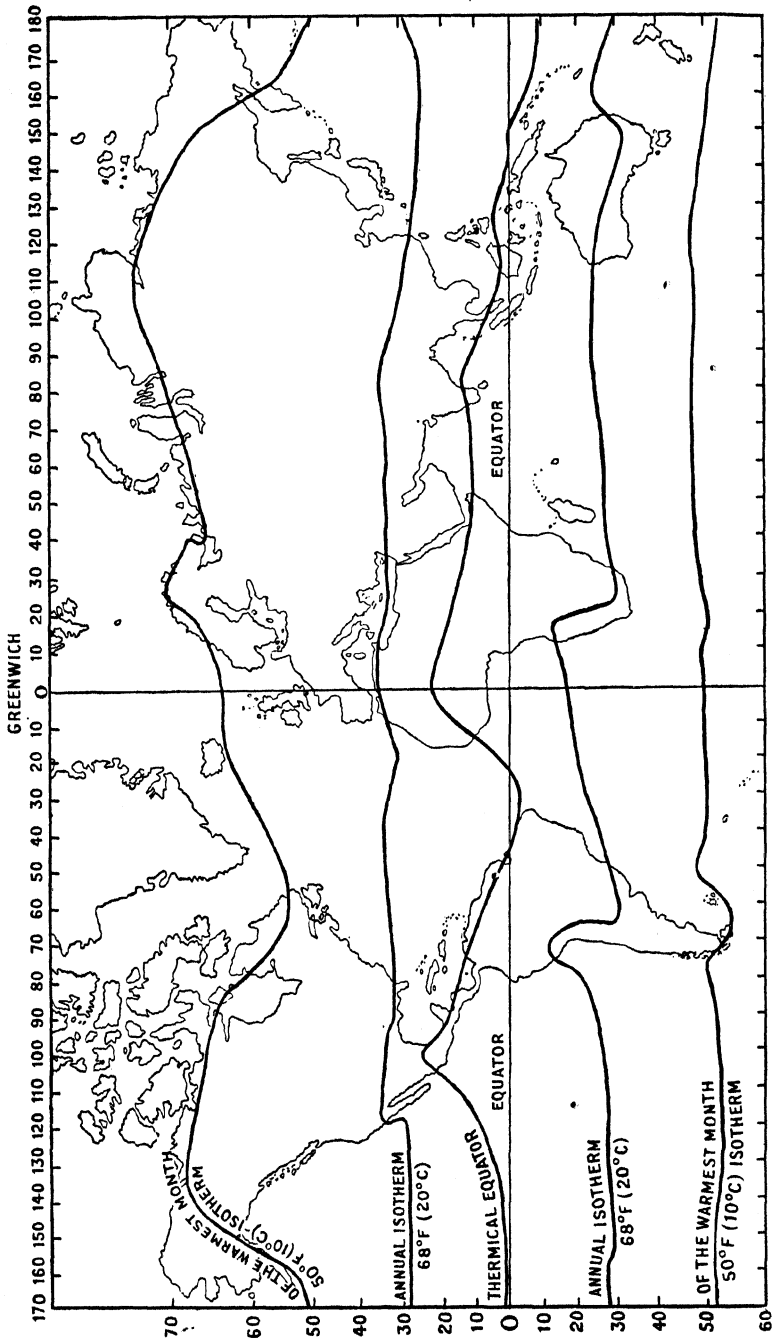 GREENWICH
170 160 150 140 130 120 110 100 90 80 70 60 50 40 30 20 10 0 10 20 30 40 50 60 70 80 90 100 110 120 130 140 150 160 170 180
70
OF THE WARMEST MONTH
50°F(10°C)-ISOTHERM
60
50
40
ANNUAL ISOTHERM
30
68°F (20°C)
20
10
THERMICAL EQUATOR
EQUATOR
EQUATOR
0
10
20
ANNUAL ISOTHERM
30
68°F (20°C)
40
50
OF THE WARMEST MONTH
50°F (10°C) ISOTHERM
60